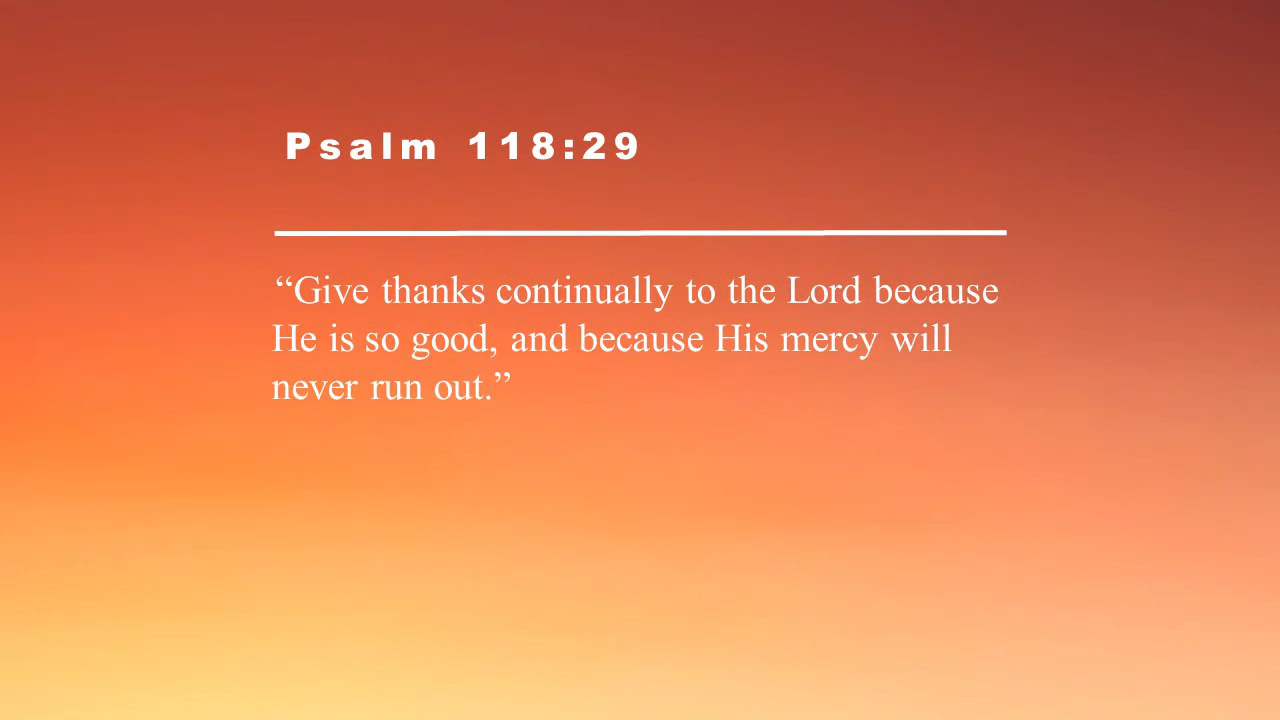 Psalm 118:29
“Give thanks continually to the Lord because
He is so good, and because His mercy will
never run out.”